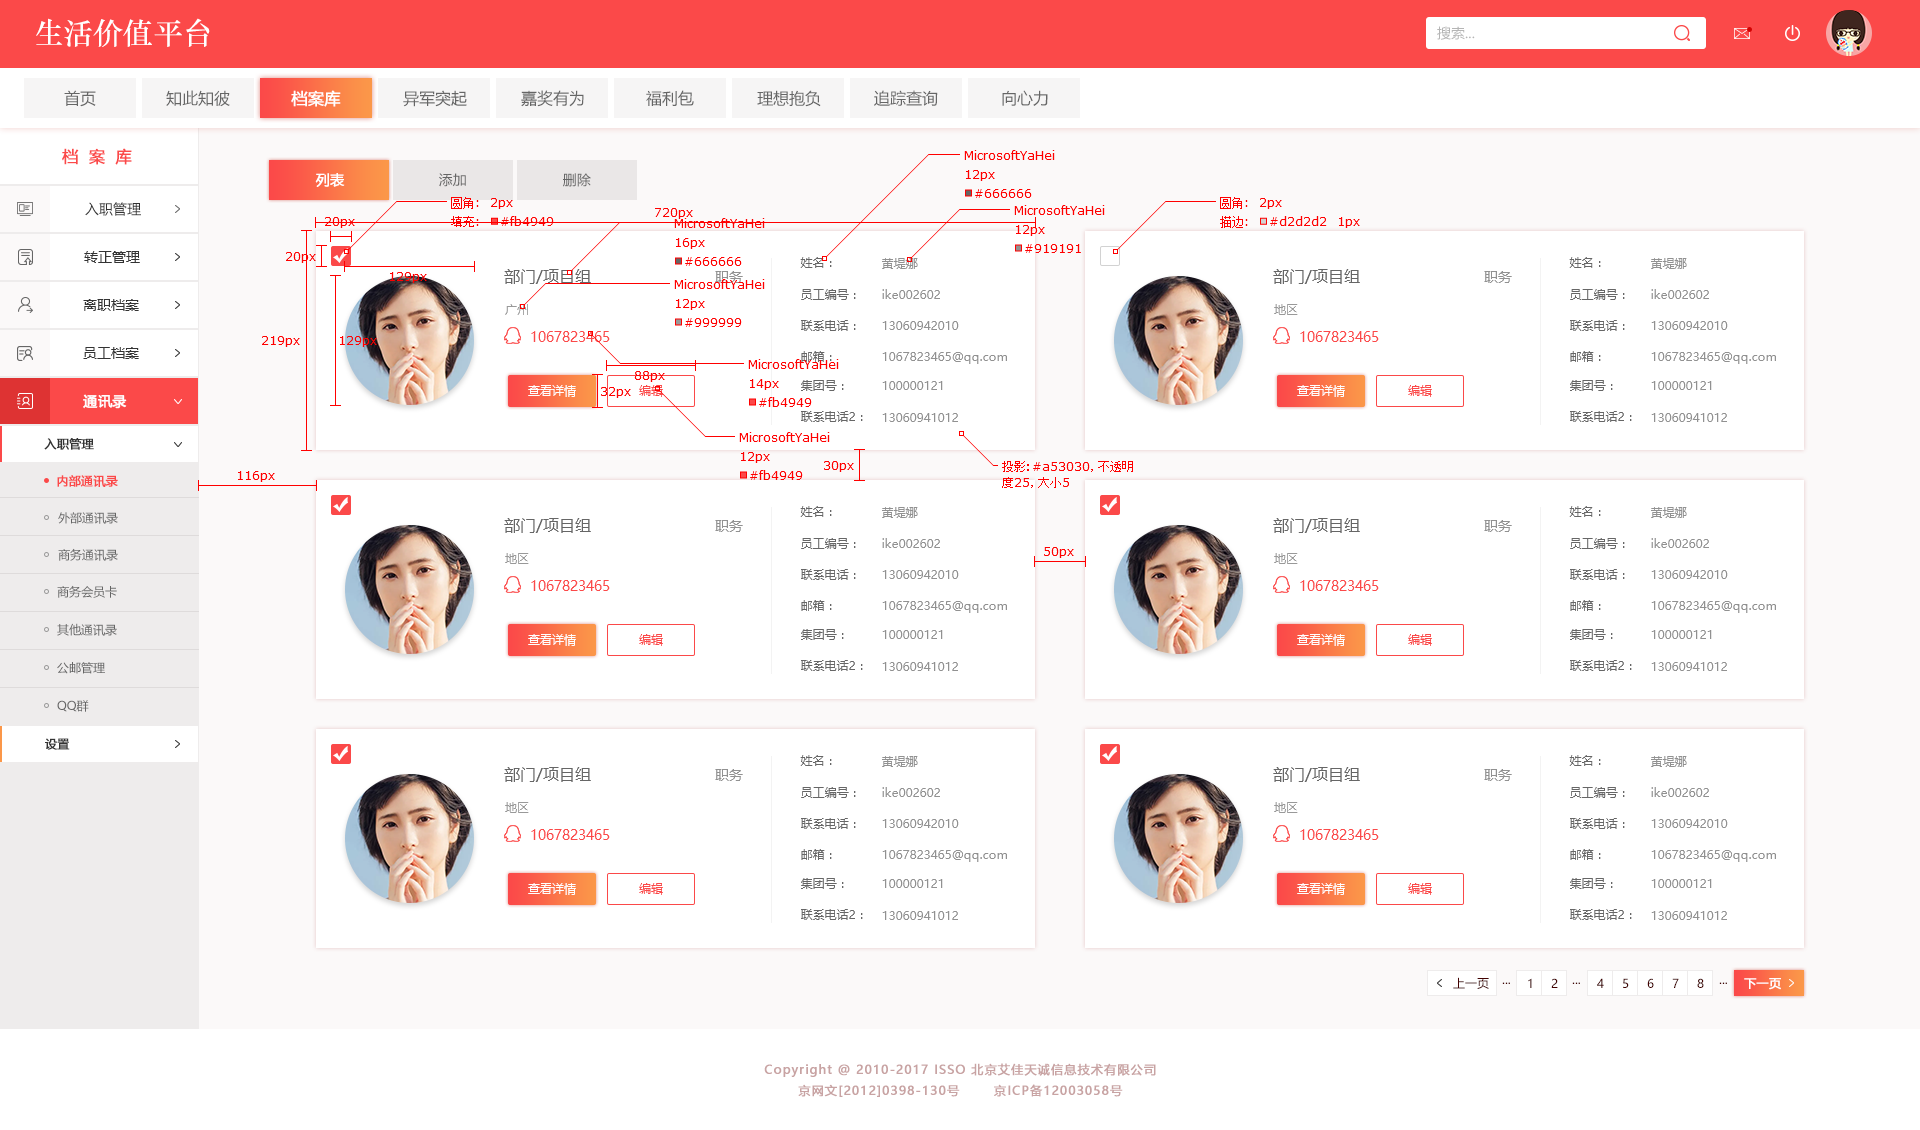 生活价值平台
搜索...
首页
知此知彼
档案库
异军突起
嘉奖有为
福利包
理想抱负
追踪查询
向心力
档 案 库
入职管理
转正管理
离职档案
员工档案
通讯录
入职管理
内部通讯录
外部通讯录
商务通讯录
商务会员卡
其他通讯录
公邮管理
QQ群
设置
列表
添加
删除
圆角: 2px
填充: #fb4949
720px
20px
20px
129px
129px
219px
116px
MicrosoftYaHei
12px
#666666
MicrosoftYaHei
12px
#919191
MicrosoftYaHei
16px
#666666
MicrosoftYaHei
12px
#999999
MicrosoftYaHei
14px
#fb4949
88px
32px
MicrosoftYaHei
12px
#fb4949
30px
圆角: 2px
描边: #d2d2d2 1px
投影: #a53030, 不透明
度25, 大小5
50px
部门/项目组
职务
广州
1067823465
查看详情
编辑
姓名: 黄堤娜
员工编号: ike002602
联系电话: 13060942010
邮箱: 1067823465@qq.com
集团号: 100000121
联系电话2: 13060941012
部门/项目组
职务
地区
1067823465
查看详情
编辑
姓名: 黄堤娜
员工编号: ike002602
联系电话: 13060942010
邮箱: 1067823465@qq.com
集团号: 100000121
联系电话2: 13060941012
部门/项目组
职务
地区
1067823465
查看详情
编辑
姓名: 黄堤娜
员工编号: ike002602
联系电话: 13060942010
邮箱: 1067823465@qq.com
集团号: 100000121
联系电话2: 13060941012
部门/项目组
职务
地区
1067823465
查看详情
编辑
姓名: 黄堤娜
员工编号: ike002602
联系电话: 13060942010
邮箱: 1067823465@qq.com
集团号: 100000121
联系电话2: 13060941012
部门/项目组
职务
地区
1067823465
查看详情
编辑
姓名: 黄堤娜
员工编号: ike002602
联系电话: 13060942010
邮箱: 1067823465@qq.com
集团号: 100000121
联系电话2: 13060941012
部门/项目组
职务
地区
1067823465
查看详情
编辑
姓名: 黄堤娜
员工编号: ike002602
联系电话: 13060942010
邮箱: 1067823465@qq.com
集团号: 100000121
联系电话2: 13060941012
< 上一页 ... 1 2 ... 4 5 6 7 8 ... 下一页 >
Copyright @ 2010-2017 ISSO 北京艾佳天诚信息技术有限公司
京网文[2012]0398-130号 京ICP备12003058号